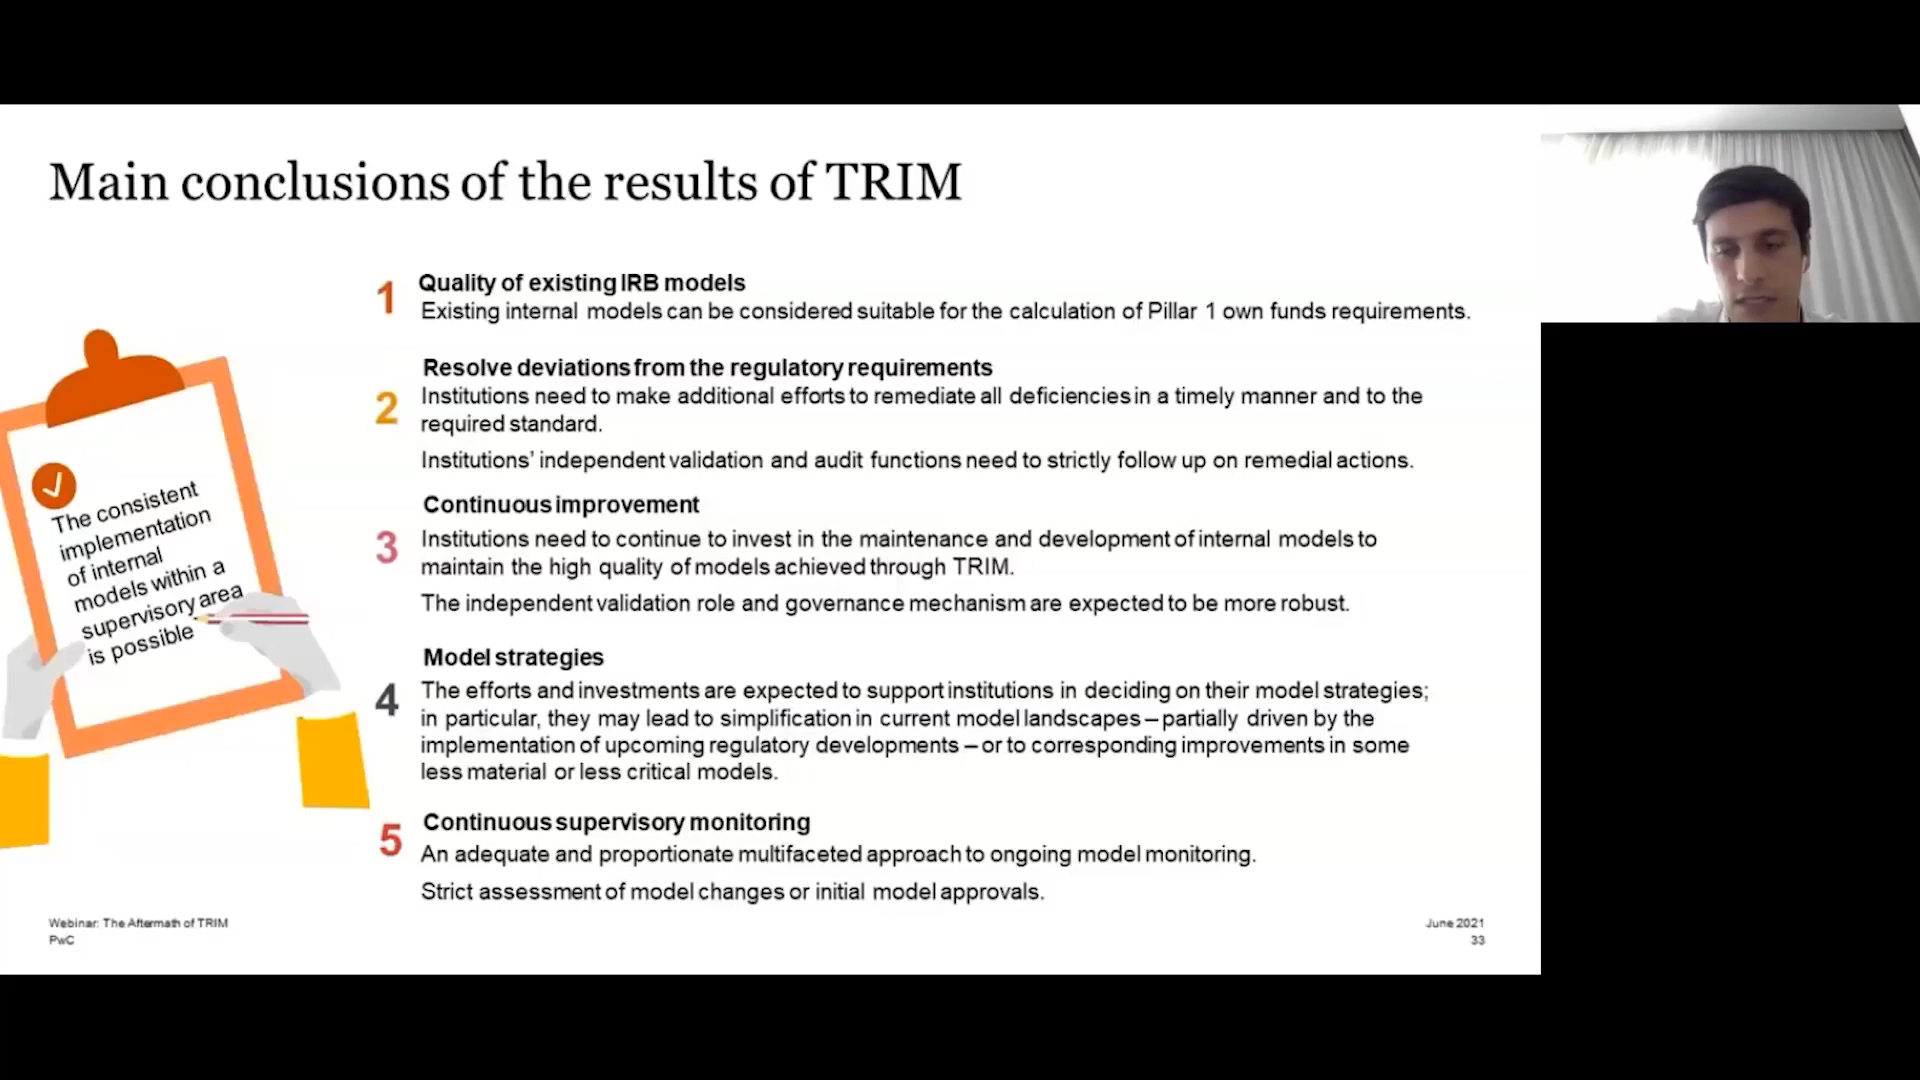 Main conclusions of the results of TRIM
1 Quality of existing IRB models
Existing internal models can be considered suitable for the calculation of Pillar 1 own funds requirements.
Resolve deviations from the regulatory requirements
2 Institutions need to make additional efforts to remediate all deficiencies in a timely manner and to the
required standard.
Institutions’ independent validation and audit functions need to strictly follow up on remedial actions.
Continuous improvement
3 Institutions need to continue to invest in the maintenance and development of internal models to
maintain the high quality of models achieved through TRIM.
The independent validation role and governance mechanism are expected to be more robust.
Model strategies
4 The efforts and investments are expected to support institutions in deciding on their model strategies;
in particular, they may lead to simplification in current model landscapes – partially driven by the
implementation of upcoming regulatory developments – or to corresponding improvements in some
less material or less critical models.
5 Continuous supervisory monitoring
An adequate and proportionate multifaceted approach to ongoing model monitoring.
Strict assessment of model changes or initial model approvals.
The consistent
implementation
of internal
models within a
supervisory area
is possible
Webinar: The Aftermath of TRIM
PwC
June 2021
33